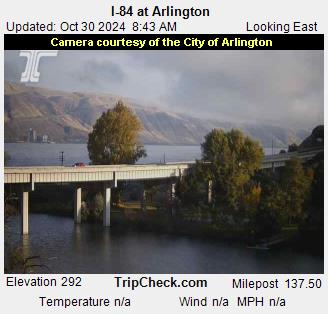 I-84 at Arlington
Updated: Oct 30 2024 8:43 AM Looking East
Camera courtesy of the City of Arlington
Elevation 292 TripCheck.com Milepost 137.50
Temperature n/a Wind n/a MPH n/a